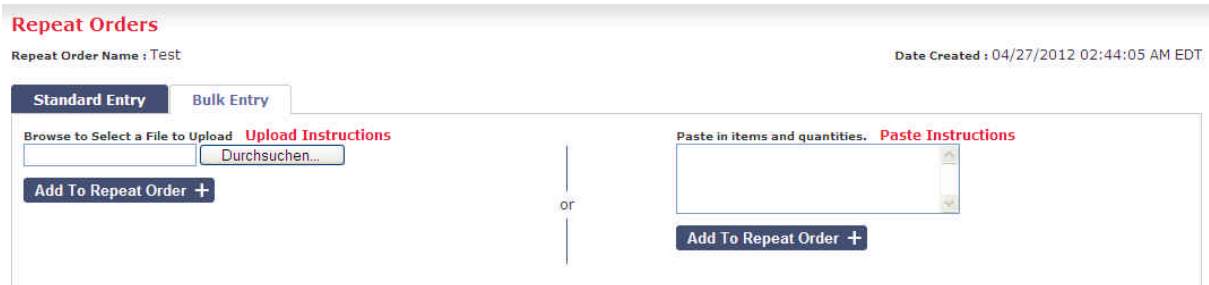 Repeat Orders
Repeat Order Name : Test
Date Created : 04/27/2012 02:44:05 AM EDT
Standard Entry
Bulk Entry
Browse to Select a File to Upload Upload Instructions
Durchsuchen...
Add To Repeat Order +
or
Paste in items and quantities. Paste Instructions
Add To Repeat Order +